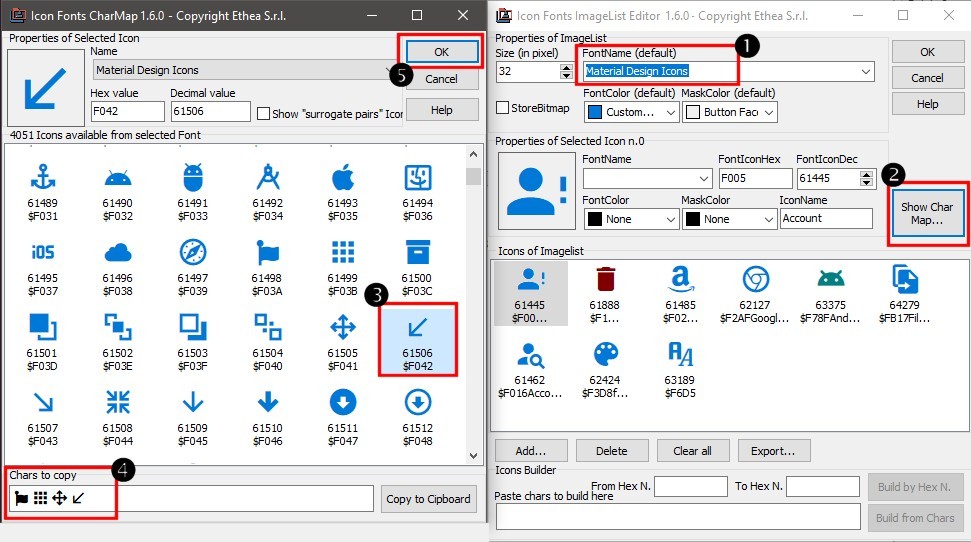 Icon Fonts CharMap 1.6.0 - Copyright Ethea S.r.l.
Properties of Selected Icon
Name
Material Design Icons
Hex value Decimal value
F042 61506 Show "surrogate pairs" Icor
OK
5
Cancel
Help
4051 Icons available from selected Font
61489 61490 61492 61492 61493 61494
$F031 $F032 $F033 $F034 $F035 $F036
iOS
61495 61496 61497 61498 61499 61500
$F037 $F038 $F039 $F03A $F03B $F03C
3
61501 61502 61503 61504 61505 61506
$F03D $F03E $F03F $F040 $F041 $F042
61507 61508 61509 61510 61511 61512
$F043 $F044 $F045 $F046 $F047 $F048
4
Chars to copy
Copy to Cipboard
Icon Fonts ImageList Editor 1.6.0 - Copyright Ethea S.r.l.
Properties of ImageList
1
Size (in pixel) FontName (default)
32 Material Design Icons
StoreBitmap
FontColor (default) MaskColor (default)
Custom... Button Fac
OK
Cancel
Help
Properties of Selected Icon n.0
FontName FontIconHex FontIconDec
F005 61445
FontColor MaskColor IconName
None None Account
2
Show Char
Map...
Icons of Imagelist
61445 61888 61485 62127 63375 64279
$F00... $F1... $F02... $F2AFGoogl... $F78FAnd... $FB17Fil...
61462 62424 63189
$F016Acco... $F3D8f... $F6D5
Add... Delete Clear all Export...
Icons Builder
From Hex N. To Hex N. Build by Hex N.
Paste chars to build here
Build from Chars